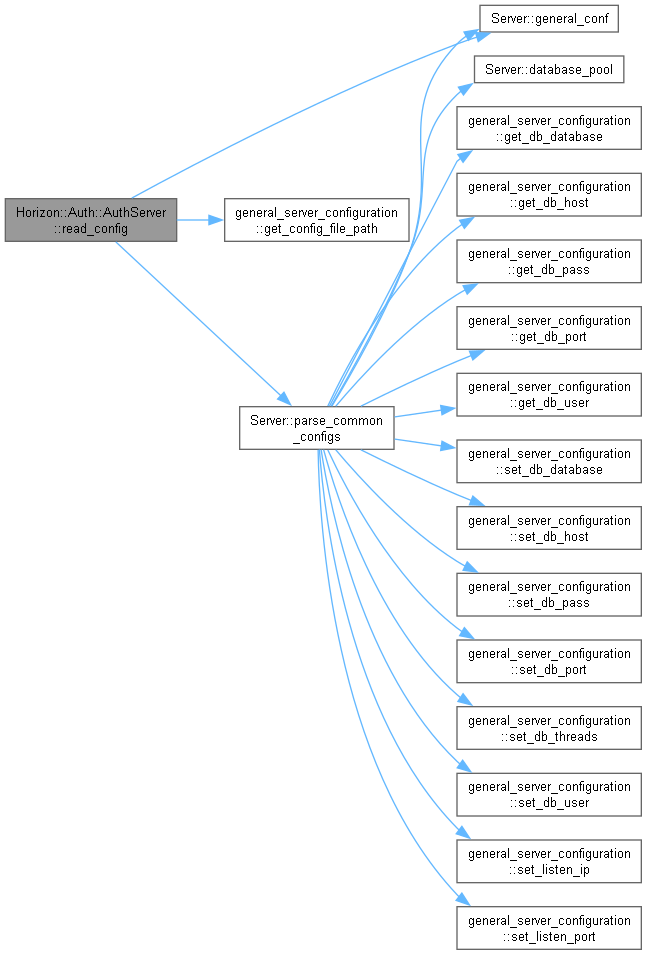 Server::general_conf
Server::database_pool
general_server_configuration
::get_db_database
general_server_configuration
::get_db_host
Horizon::Auth::AuthServer
::read_config
general_server_configuration
::get_config_file_path
general_server_configuration
::get_db_pass
general_server_configuration
::get_db_port
general_server_configuration
::get_db_user
Server::parse_common
_configs
general_server_configuration
::set_db_database
general_server_configuration
::set_db_host
general_server_configuration
::set_db_pass
general_server_configuration
::set_db_port
general_server_configuration
::set_db_threads
general_server_configuration
::set_db_user
general_server_configuration
::set_listen_ip
general_server_configuration
::set_listen_port